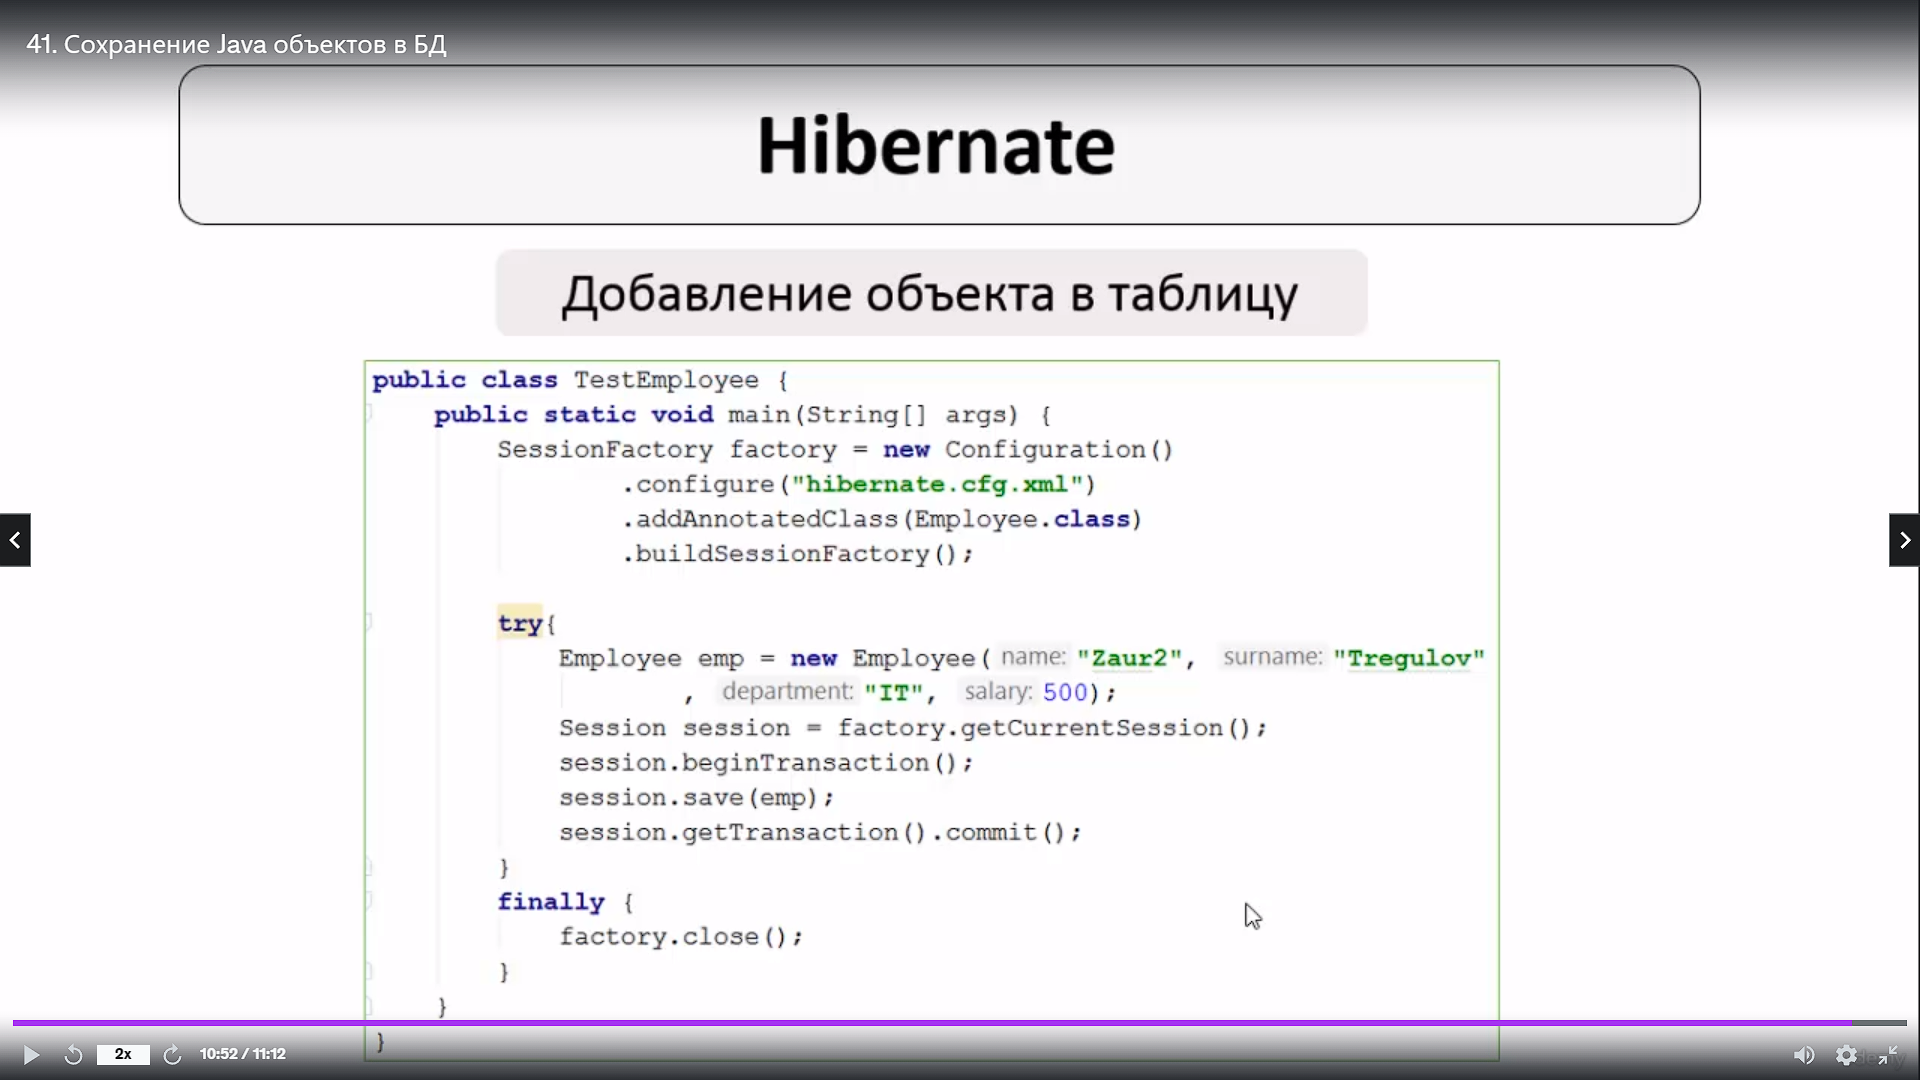 41. Сохранение Java объектов в БД
Hibernate
Добавление объекта в таблицу
public class TestEmployee {
public static void main(String[] args) {
SessionFactory factory = new Configuration()
.configure("hibernate.cfg.xml")
.addAnnotatedClass(Employee.class)
.buildSessionFactory();
try{
Employee emp = new Employee( name: "Zaur2", surname: "Tregulov"
, department: "IT", salary: 500);
Session session = factory.getCurrentSession();
session.beginTransaction();
session.save(emp);
session.getTransaction().commit();
}
finally {
factory.close();
}
}
}
2x
10:52 / 11:12